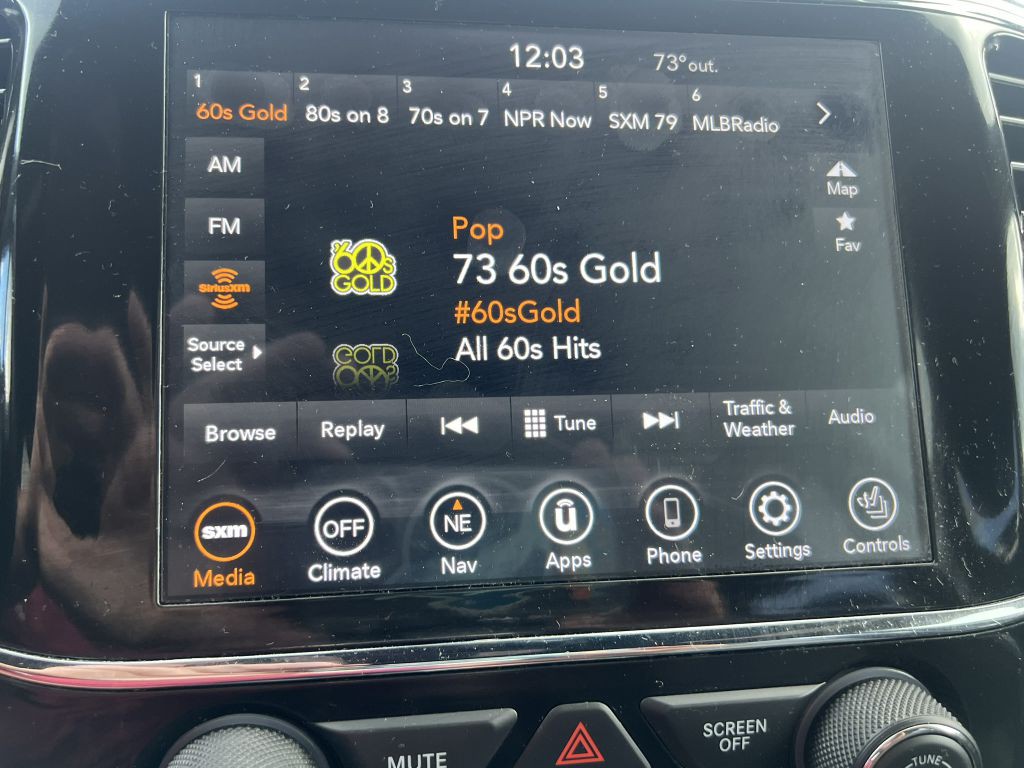 12:03 73° out.
1 2 3 4 5 6
60s Gold 80s on 8 70s on 7 NPR Now SXM 79 MLBRadio
AM
FM
SiriusXM
Source
Select
'60s
GOLD
Pop
73 60s Gold
#60sGold
All 60s Hits
Map
Fav
Browse Replay Tune Traffic &
Weather Audio
sxm OFF NE u
Media Climate Nav Apps Phone Settings Controls
MUTE
SCREEN
OFF
TUNE